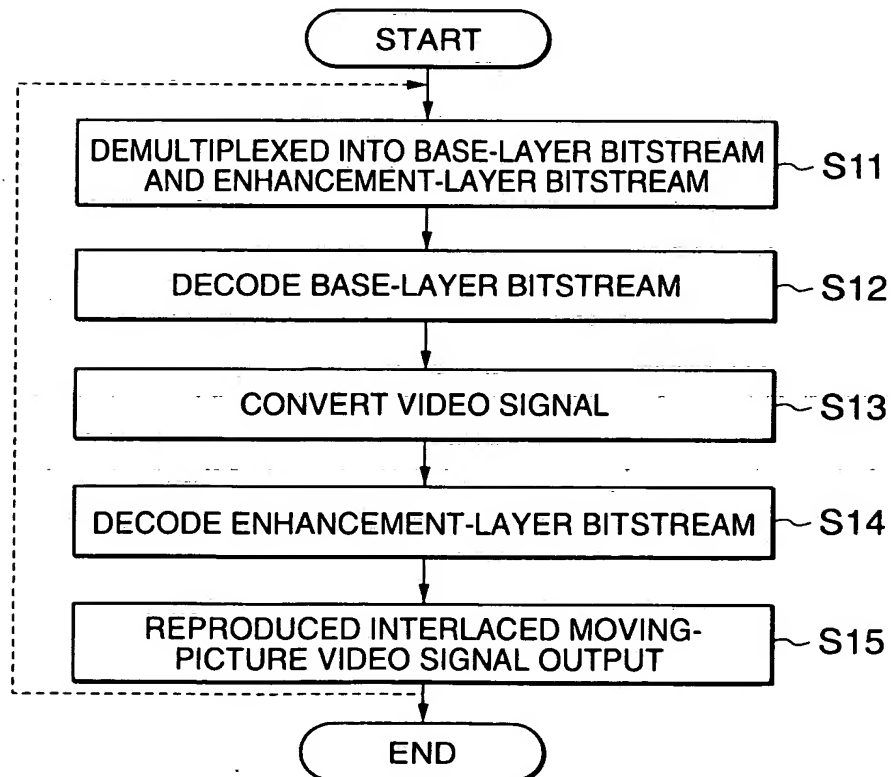 START
DEMULTIPLEXED INTO BASE-LAYER BITSTREAM
AND ENHANCEMENT-LAYER BITSTREAM
S11
DECODE BASE-LAYER BITSTREAM
S12
CONVERT VIDEO SIGNAL
S13
DECODE ENHANCEMENT-LAYER BITSTREAM
S14
REPRODUCED INTERLACED MOVING-
PICTURE VIDEO SIGNAL OUTPUT
S15
END